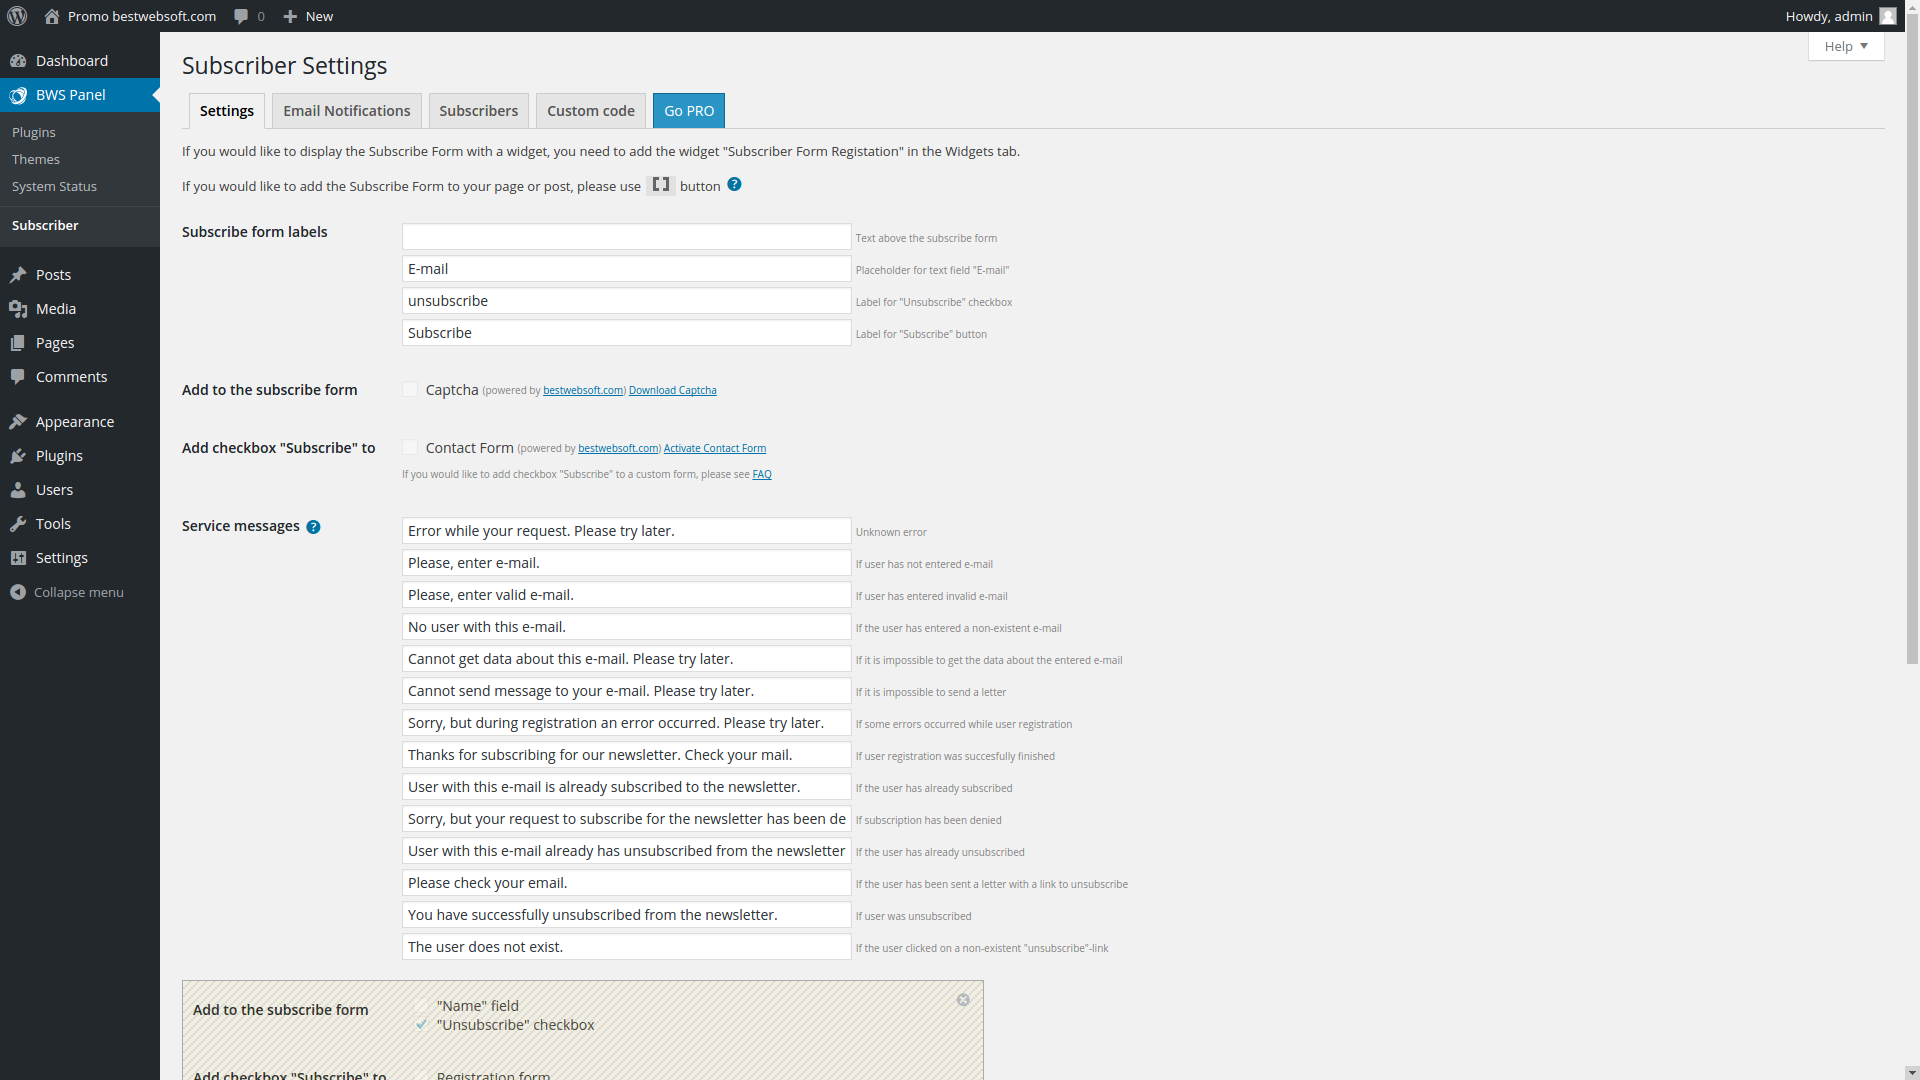 Promo bestwebsoft.com 0 New Howdy, admin
Help
Dashboard
BWS Panel
Plugins
Themes
System Status
Subscriber
Posts
Media
Pages
Comments
Appearance
Plugins
Users
Tools
Settings
Collapse menu
Subscriber Settings
Settings Email Notifications Subscribers Custom code Go PRO
If you would like to display the Subscribe Form with a widget, you need to add the widget "Subscriber Form Registation" in the Widgets tab.
If you would like to add the Subscribe Form to your page or post, please use [] button ?
Subscribe form labels
Text above the subscribe form
E-mail Placeholder for text field "E-mail"
unsubscribe Label for "Unsubscribe" checkbox
Subscribe Label for "Subscribe" button
Add to the subscribe form Captcha (powered by bestwebsoft.com) Download Captcha
Add checkbox "Subscribe" to Contact Form (powered by bestwebsoft.com) Activate Contact Form
If you would like to add checkbox "Subscribe" to a custom form, please see FAQ
Service messages ?
Error while your request. Please try later. Unknown error
Please, enter e-mail. If user has not entered e-mail
Please, enter valid e-mail. If user has entered invalid e-mail
No user with this e-mail. If the user has entered a non-existent e-mail
Cannot get data about this e-mail. Please try later. If it is impossible to get the data about the entered e-mail
Cannot send message to your e-mail. Please try later. If it is impossible to send a letter
Sorry, but during registration an error occurred. Please try later. If some errors occurred while user registration
Thanks for subscribing for our newsletter. Check your mail. If user registration was succesfully finished
User with this e-mail is already subscribed to the newsletter. If the user has already subscribed
Sorry, but your request to subscribe for the newsletter has been de If subscription has been denied
User with this e-mail already has unsubscribed from the newsletter If the user has already unsubscribed
Please check your email. If the user has been sent a letter with a link to unsubscribe
You have successfully unsubscribed from the newsletter. If user was unsubscribed
The user does not exist. If the user clicked on a non-existent "unsubscribe"-link
Add to the subscribe form "Name" field
"Unsubscribe" checkbox
Add checkbox "Subscribe" to Registration form